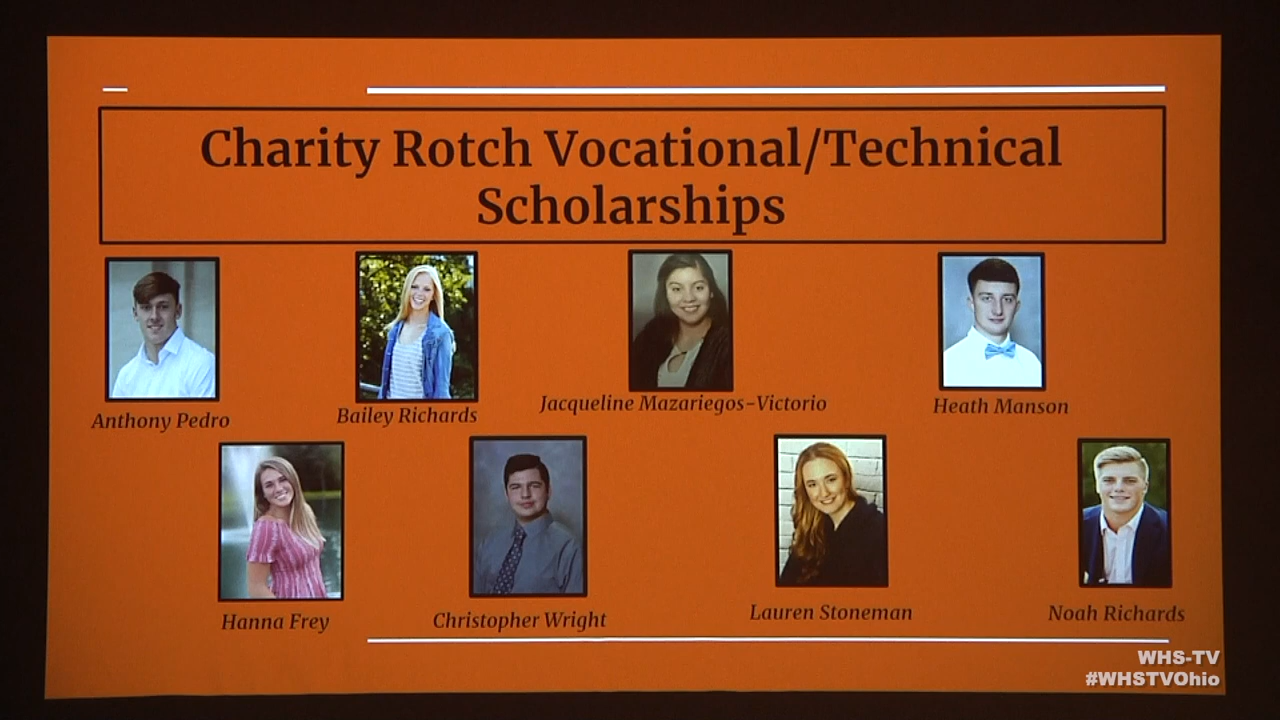 Charity Rotch Vocational/Technical
Scholarships
Anthony Pedro
Bailey Richards
Jacqueline Mazariegos-Victorio
Heath Manson
Hanna Frey
Christopher Wright
Lauren Stoneman
Noah Richards
WHS-TV
#WHSTVOhio